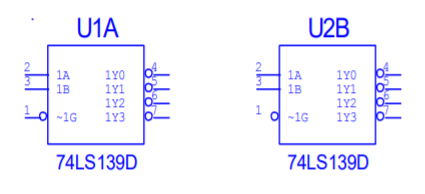 U1A U2B
2 1A 1Y0 4 2 1A 1Y0 4
3 1B 1Y1 5 3 1B 1Y1 5
1Y2 6 1Y2 6
1 ~1G 1Y3 7 1 ~1G 1Y3 7
74LS139D 74LS139D